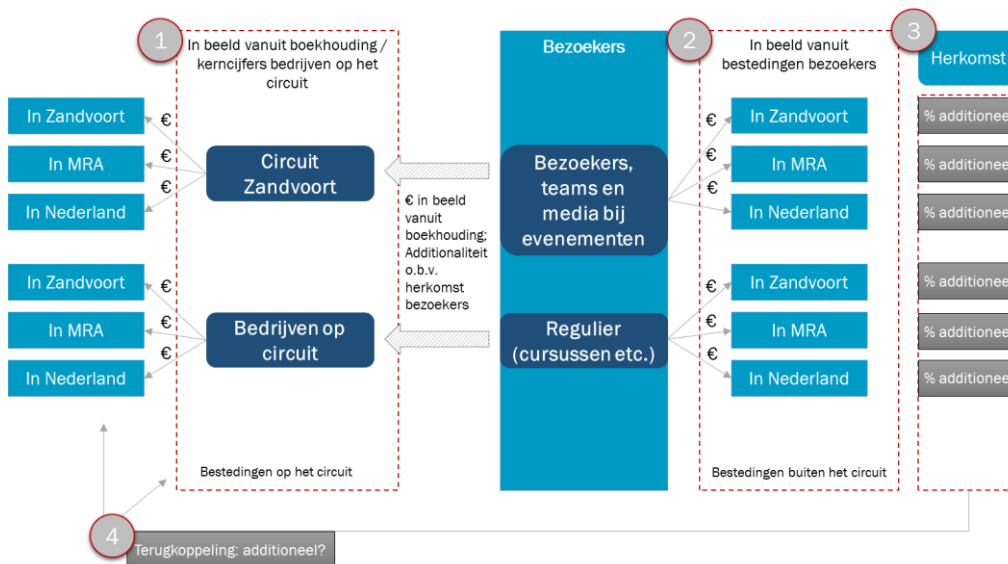 1
In beeld vanuit boekhouding /
kerncijfers bedrijven op het
circuit
In Zandvoort
In MRA
In Nederland
€
€
€
Circuit
Zandvoort
In Zandvoort
In MRA
In Nederland
€
€
€
Bedrijven op
circuit
Bestedingen op het circuit
€ in beeld
vanuit
boekhouding;
Additionaliteit
o.b.v.
herkomst
bezoekers
Bezoekers
Bezoekers,
teams en
media bij
evenementen
Regulier
(cursussen etc.)
2
In beeld vanuit
bestedingen bezoekers
€
€
€
In Zandvoort
In MRA
In Nederland
€
€
€
In Zandvoort
In MRA
In Nederland
Bestedingen buiten het circuit
3
Herkomst
% additionee
% additionee
% additionee
% additionee
% additionee
% additionee
4
Terugkoppeling: additioneel?